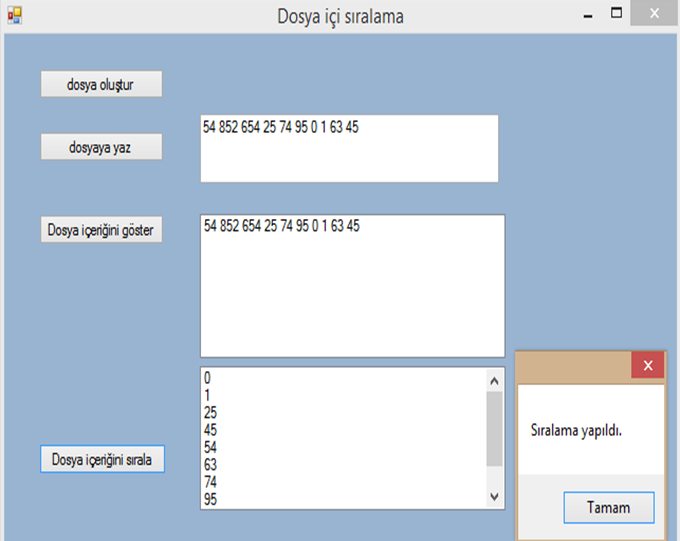 Dosya içi sıralama
dosya oluştur
dosyaya yaz
54 852 654 25 74 95 0 1 63 45
Dosya içeriğini göster
54 852 654 25 74 95 0 1 63 45
0
1
25
45
54
63
74
95
Dosya içeriğini sırala
Sıralama yapıldı.
Tamam